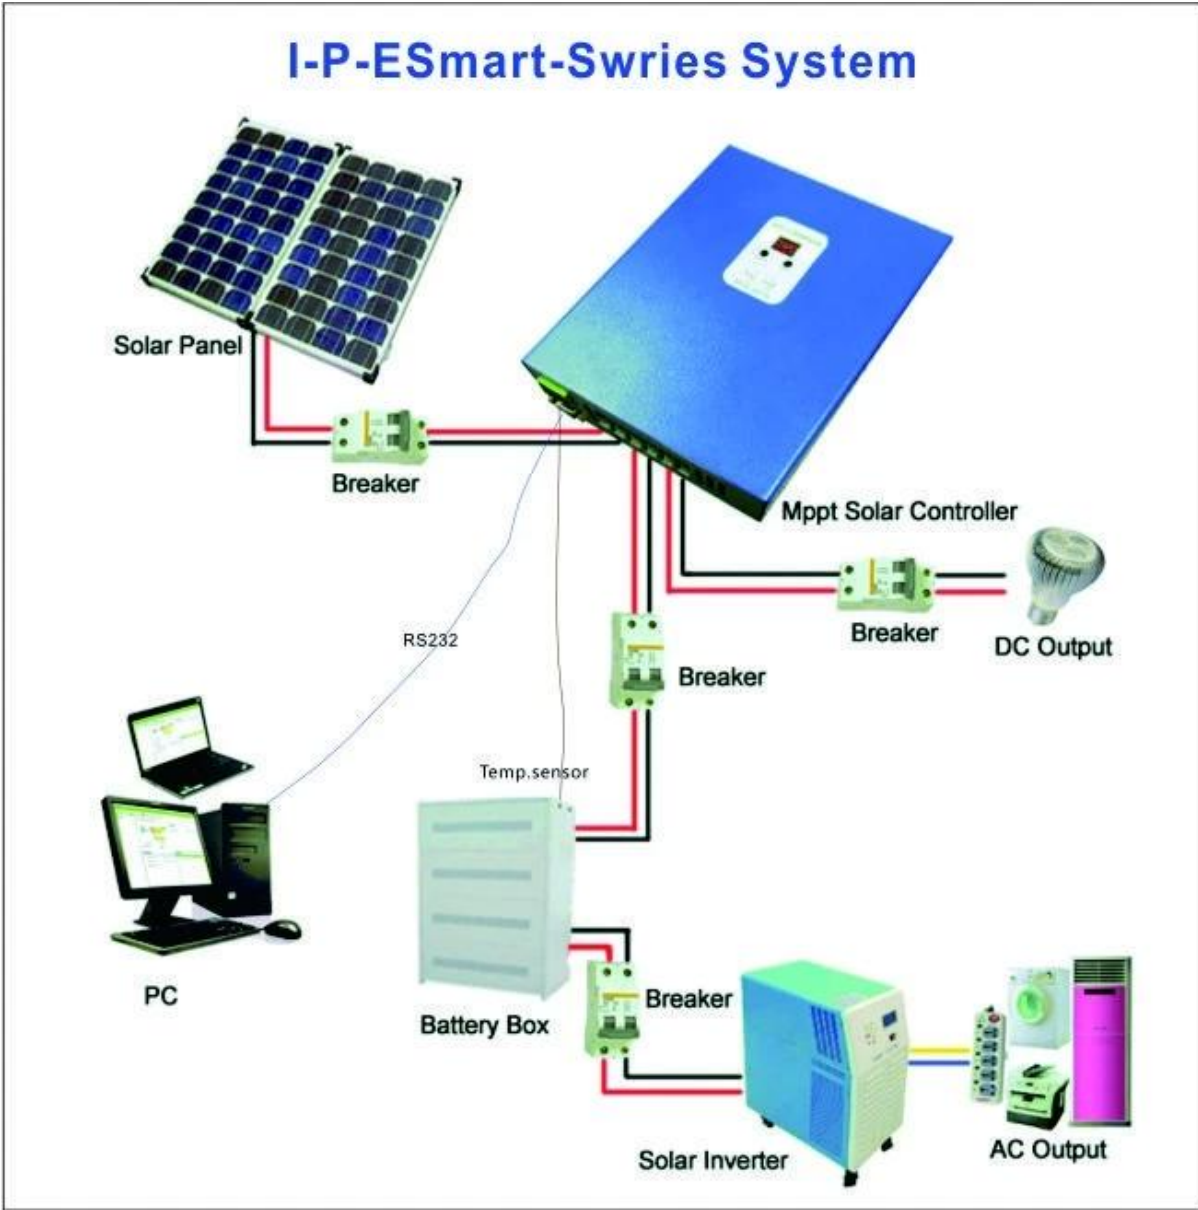 I-P-ESmart-Swries System
Solar Panel
Breaker
Mppt Solar Controller
Breaker
DC Output
RS232
Breaker
Temp.sensor
PC
Battery Box
Breaker
Solar Inverter
AC Output